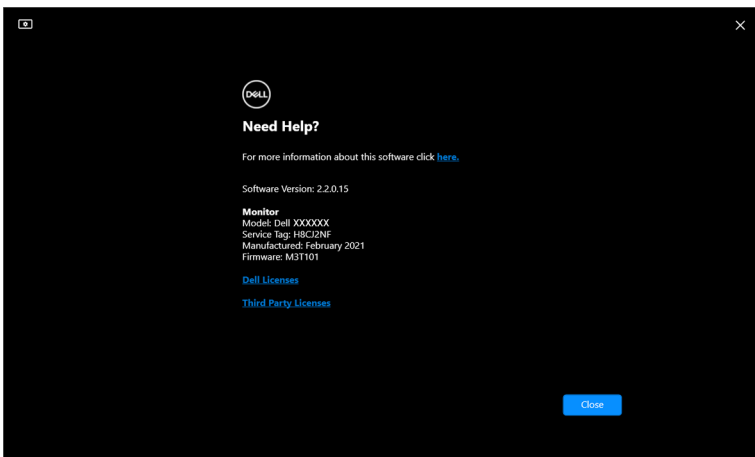 DELL
Need Help?
For more information about this software click here.
Software Version: 2.2.0.15
Monitor
Model: Dell XXXXXX
Service Tag: H8CJ2NF
Manufactured: February 2021
Firmware: M3T101
Dell Licenses
Third Party Licenses
Close